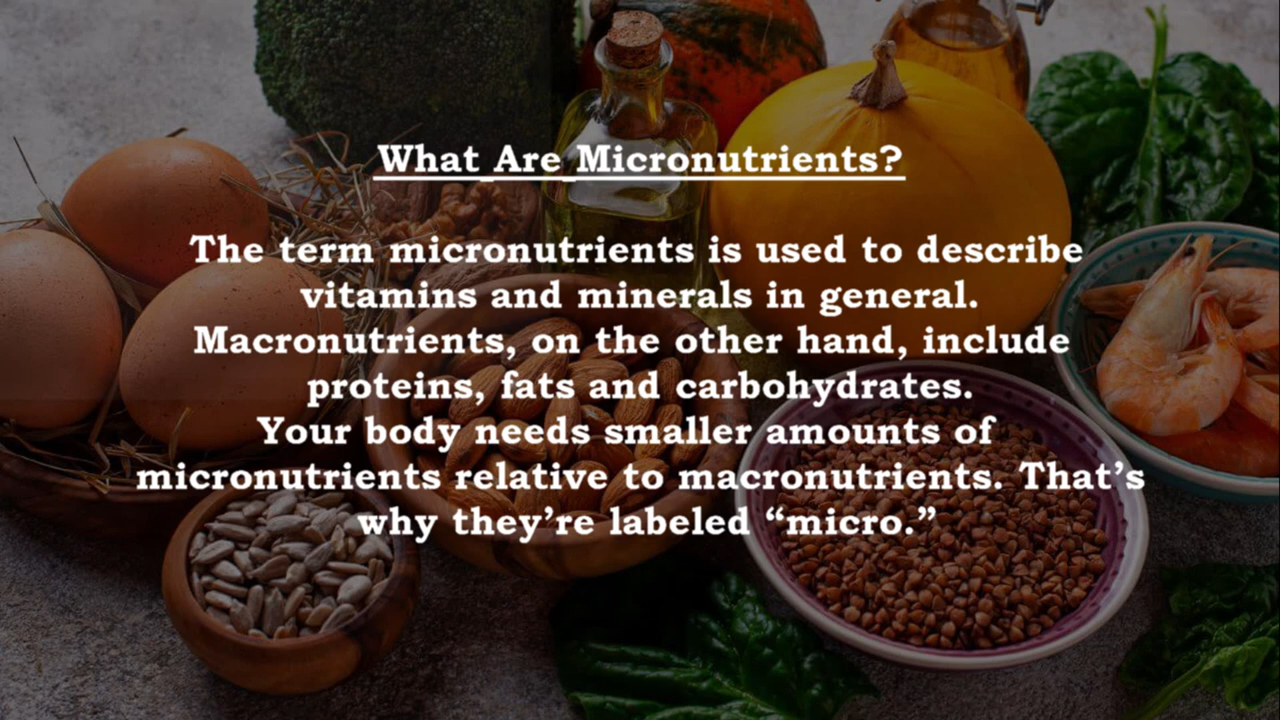 What Are Micronutrients?
The term micronutrients is used to describe
vitamins and minerals in general.
Macronutrients, on the other hand, include
proteins, fats and carbohydrates.
Your body needs smaller amounts of
micronutrients relative to macronutrients. That’s
why they’re labeled “micro.”